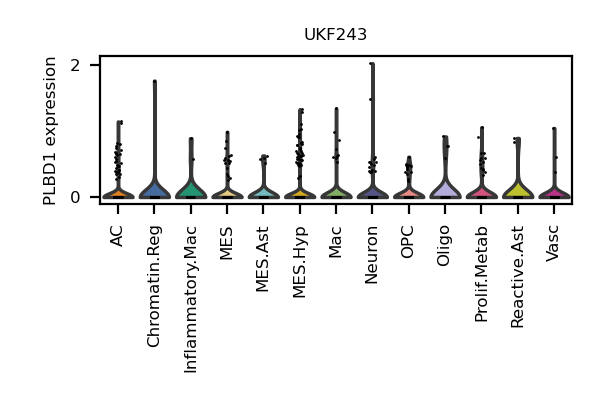 UKF243
PLBD1 expression
2
0
AC
Chromatin.Reg
Inflammatory.Mac
MES
MES.Ast
MES.Hyp
Mac
Neuron
OPC
Oligo
Prolif.Metab
Reactive.Ast
Vasc